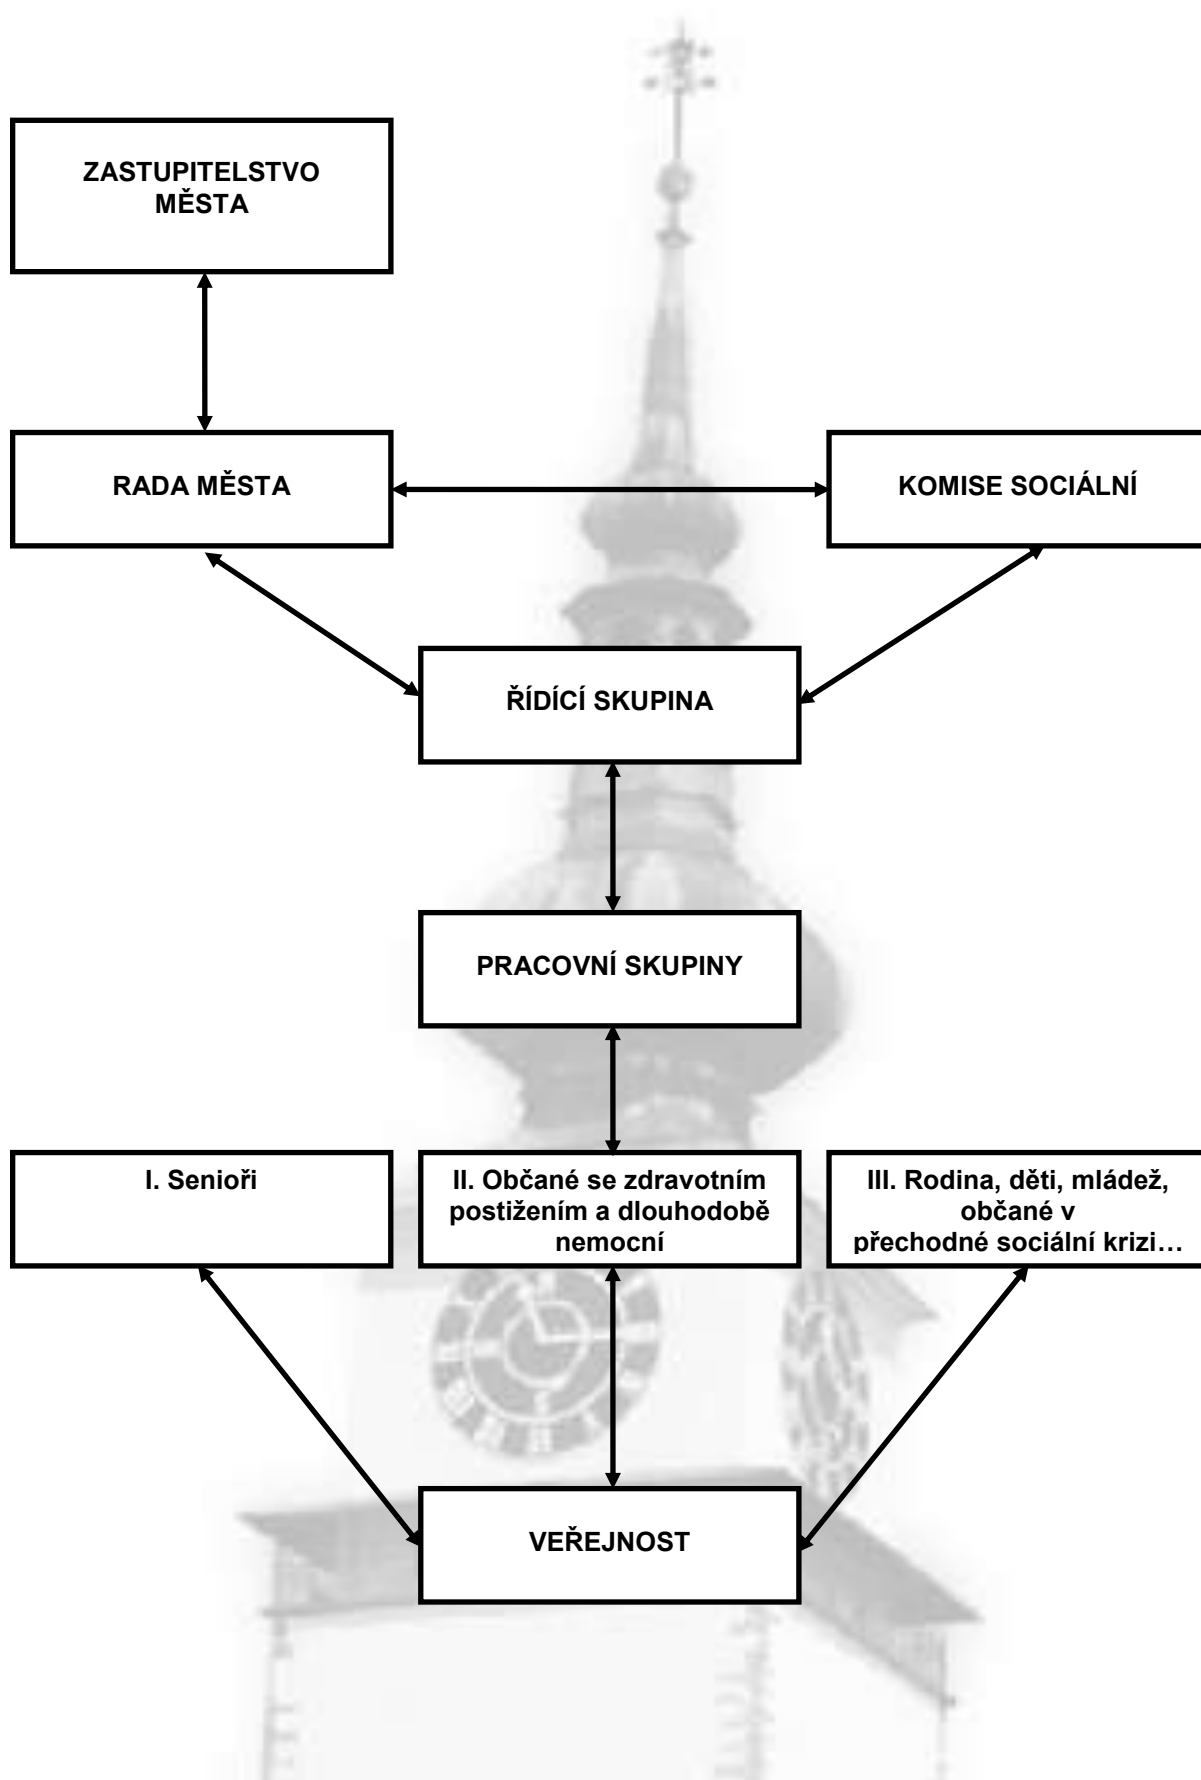 ZASTUPITELSTVO
MĚSTA
RADA MĚSTA
KOMISE SOCIÁLNÍ
ŘÍDÍCÍ SKUPINA
PRACOVNÍ SKUPINY
I. Senioři
II. Občané se zdravotním
postižením a dlouhodobě
nemocní
III. Rodina, děti, mládež,
občané v
přechodné sociální krizi…
VEŘEJNOST